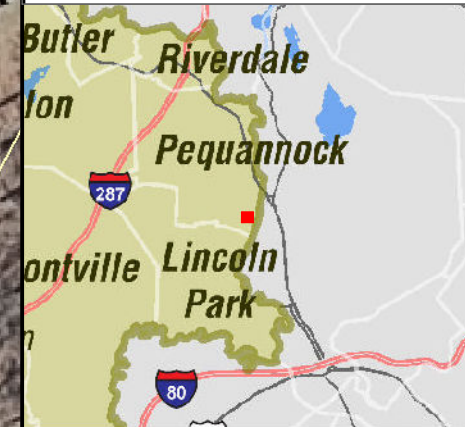 Butler
Riverdale
lon
Pequannock
287
ontville
Lincoln
Park
n
80